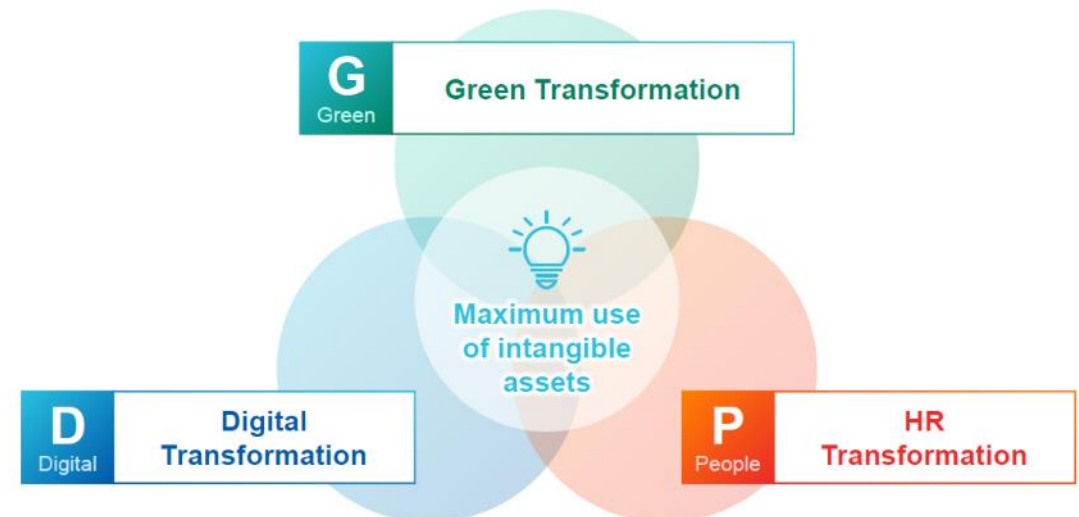 G
Green
Green Transformation
Maximum use
of intangible
assets
D
Digital
Digital
Transformation
P
People
HR
Transformation